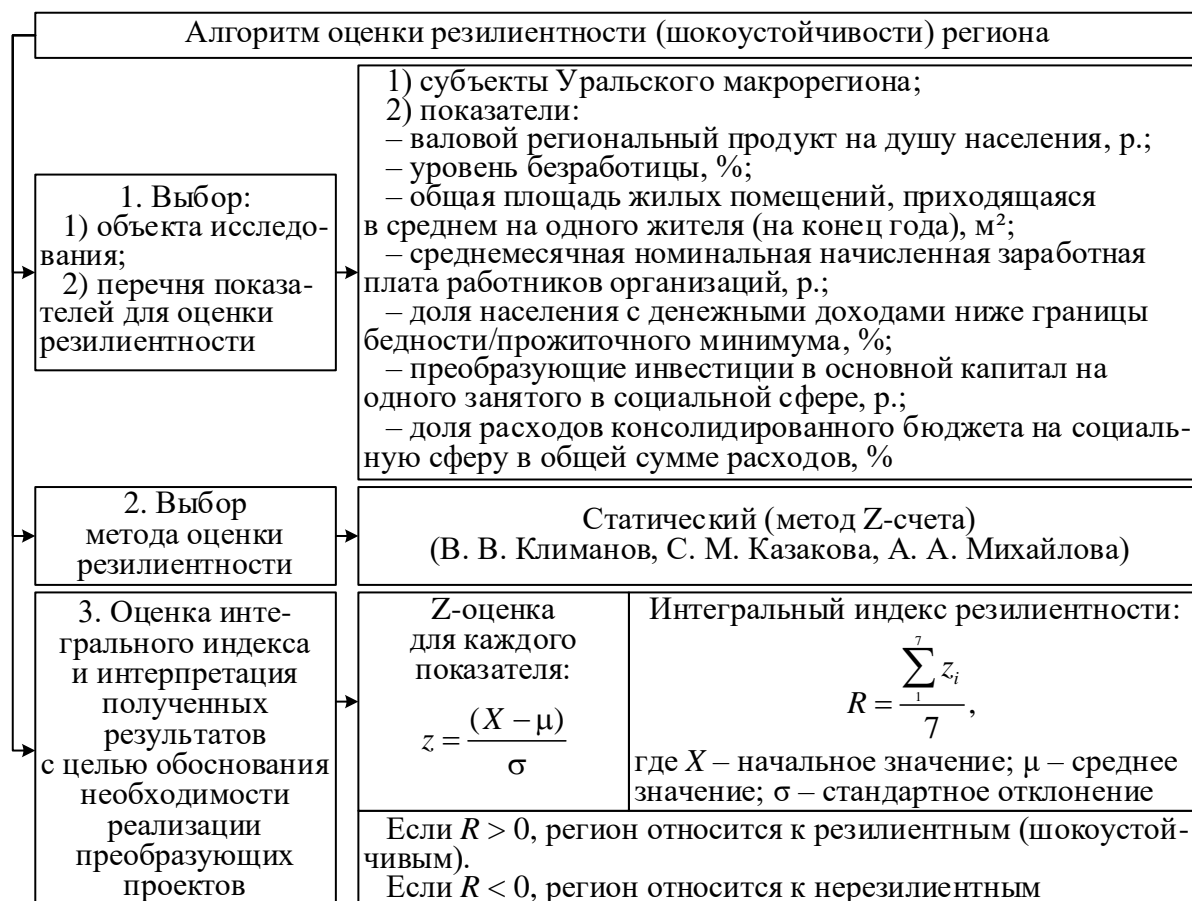 Алгоритм оценки резилиентности (шокоустойчивости) региона
1. Выбор:
1) объекта исследо-
вания;
2) перечня показа-
телей для оценки
резилиентности
1) субъекты Уральского макрорегиона;
2) показатели:
– валовой региональный продукт на душу населения, р.;
– уровень безработицы, %;
– общая площадь жилых помещений, приходящаяся
в среднем на одного жителя (на конец года), м²;
– среднемесячная номинальная начисленная заработная
плата работников организаций, р.;
– доля населения с денежными доходами ниже границы
бедности/прожиточного минимума, %;
– преобразующие инвестиции в основной капитал на
одного занятого в социальной сфере, р.;
– доля расходов консолидированного бюджета на социаль-
ную сферу в общей сумме расходов, %
2. Выбор
метода оценки
резилиентности
Статический (метод Z-счета)
(В. В. Климанов, С. М. Казакова, А. А. Михайлова)
3. Оценка инте-
грального индекса
и интерпретация
полученных
результатов
с целью обоснования
необходимости
реализации
преобразующих
проектов
Z-оценка
для каждого
показателя:
z = (X – μ) / σ
Интегральный индекс резилиентности:
R = ∑₁⁷ zᵢ / 7,
где X – начальное значение; μ – среднее
значение; σ – стандартное отклонение
Если R > 0, регион относится к резилиентным (шокоустой-
чивым).
Если R < 0, регион относится к нерезилиентным